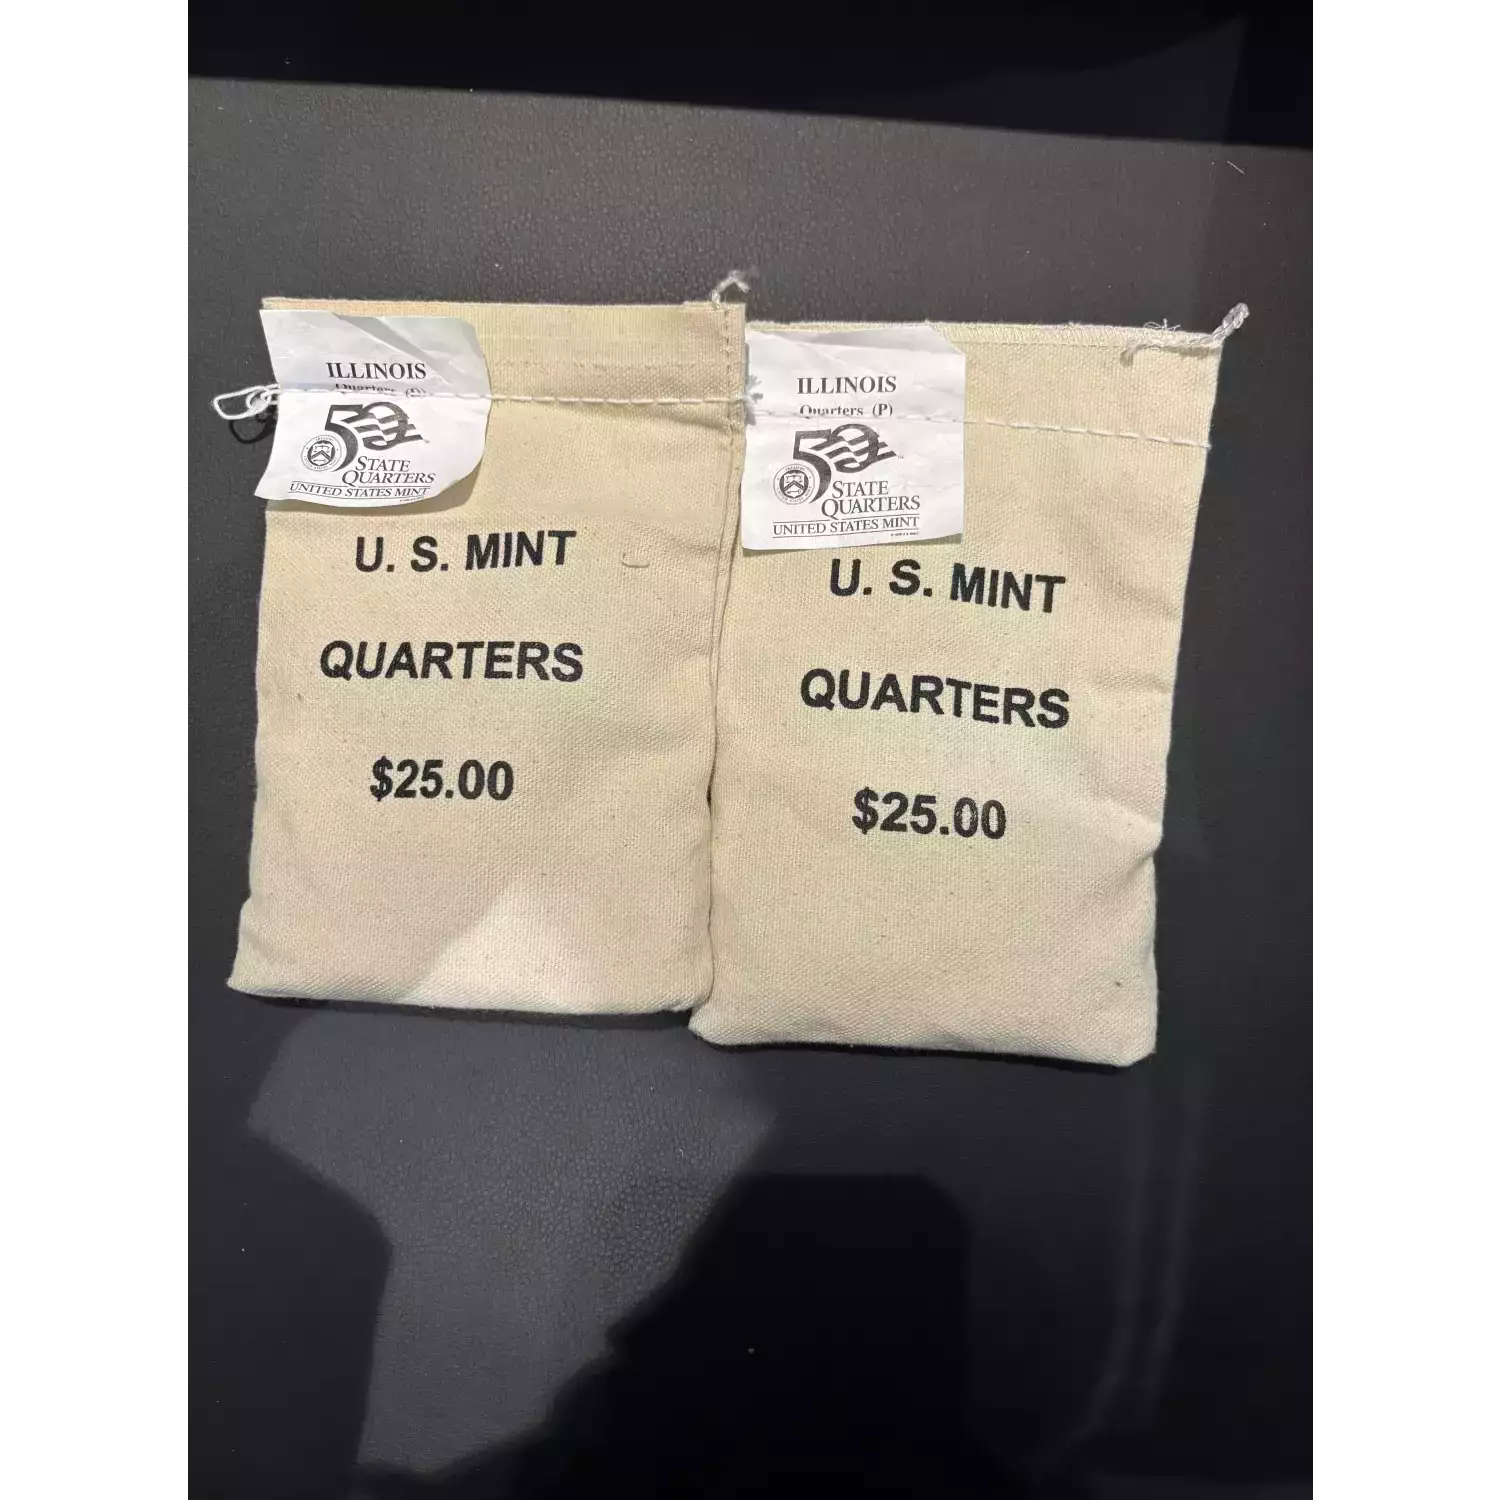 ILLINOIS
Quarters (D)
50
STATE
QUARTERS
UNITED STATES MINT
U. S. MINT
QUARTERS
$25.00
ILLINOIS
Quarters (P)
50
STATE
QUARTERS
UNITED STATES MINT
U. S. MINT
QUARTERS
$25.00